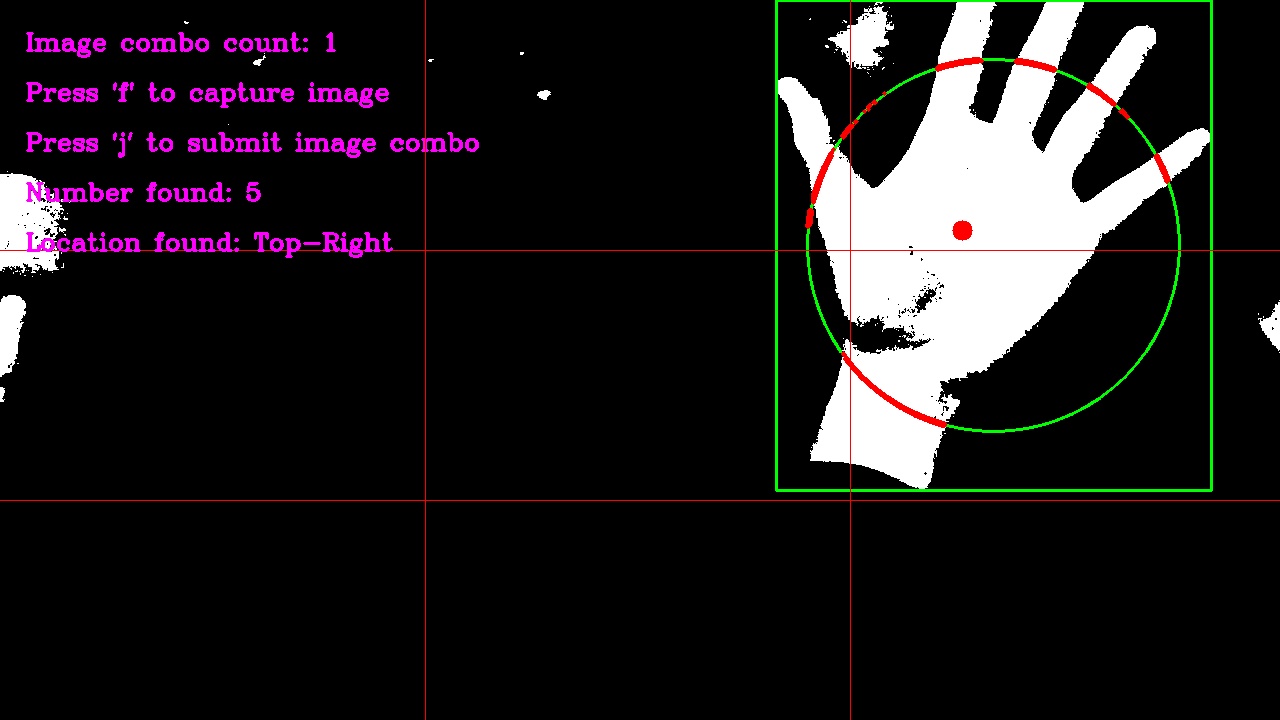 Image combo count: 1
Press 'f' to capture image
Press 'j' to submit image combo
Number found: 5
Location found: Top-Right